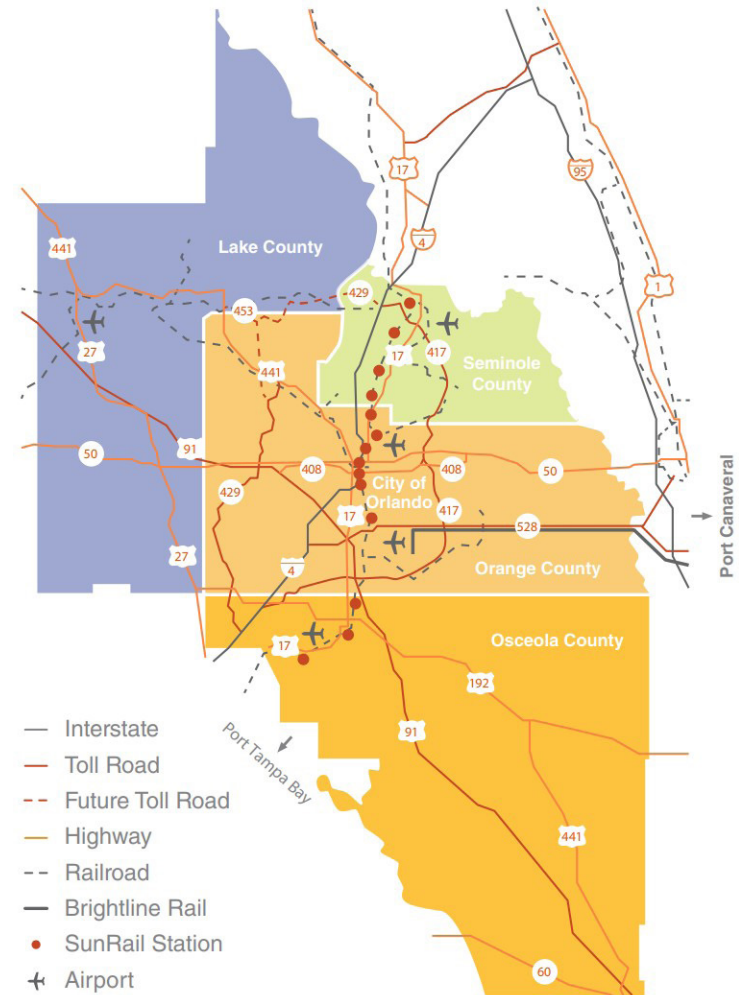 17
95
4
441
Lake County
1
429
453
27
17
417
Seminole
County
441
50
91
408
408
50
City of
Orlando
429
17
417
528
Port Canaveral
27
4
Orange County
17
Osceola County
192
91
Port Tampa Bay
441
60
Interstate
Toll Road
Future Toll Road
Highway
Railroad
Brightline Rail
SunRail Station
Airport